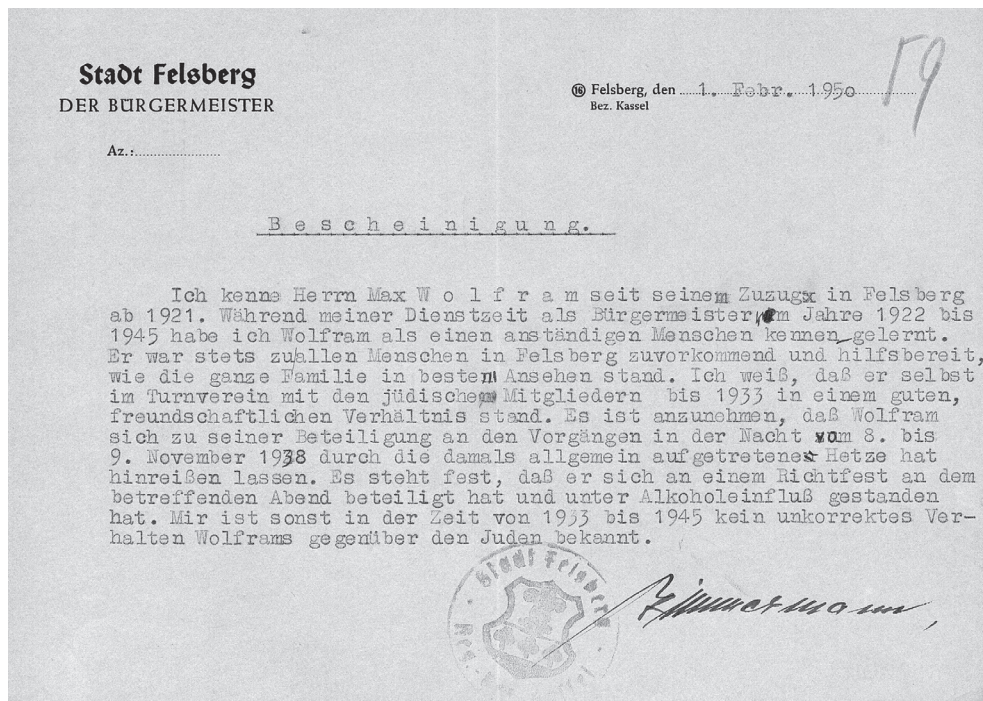 59
Stadt Felsberg
DER BÜRGERMEISTER
⑯ Felsberg, den 1. Febr. 1950
Bez. Kassel
Az.:
B e s c h e i n i g u n g.
Ich kenne Herrn Max W o l f r a m seit seinem Zuzug in Felsberg
ab 1921. Während meiner Dienstzeit als Bürgermeister, im Jahre 1922 bis
1945 habe ich Wolfram als einen anständigen Menschen kennen gelernt.
Er war stets zu allen Menschen in Felsberg zuvorkommend und hilfsbereit,
wie die ganze Familie in besten Ansehen stand. Ich weiß, daß er selbst
im Turnverein mit den jüdischen Mitgliedern bis 1933 in einem guten,
freundschaftlichen Verhältnis stand. Es ist anzunehmen, daß Wolfram
sich zu seiner Beteiligung an den Vorgängen in der Nacht vom 8. bis
9. November 1938 durch die damals allgemein aufgetretene Hetze hat
hinreißen lassen. Es steht fest, daß er sich an einem Richtfest an dem
betreffenden Abend beteiligt hat und unter Alkoholeinfluß gestanden
hat. Mir ist sonst in der Zeit von 1933 bis 1945 kein unkorrektes Ver-
halten Wolframs gegenüber den Juden bekannt.
Stadt Felsberg
Zimmermann